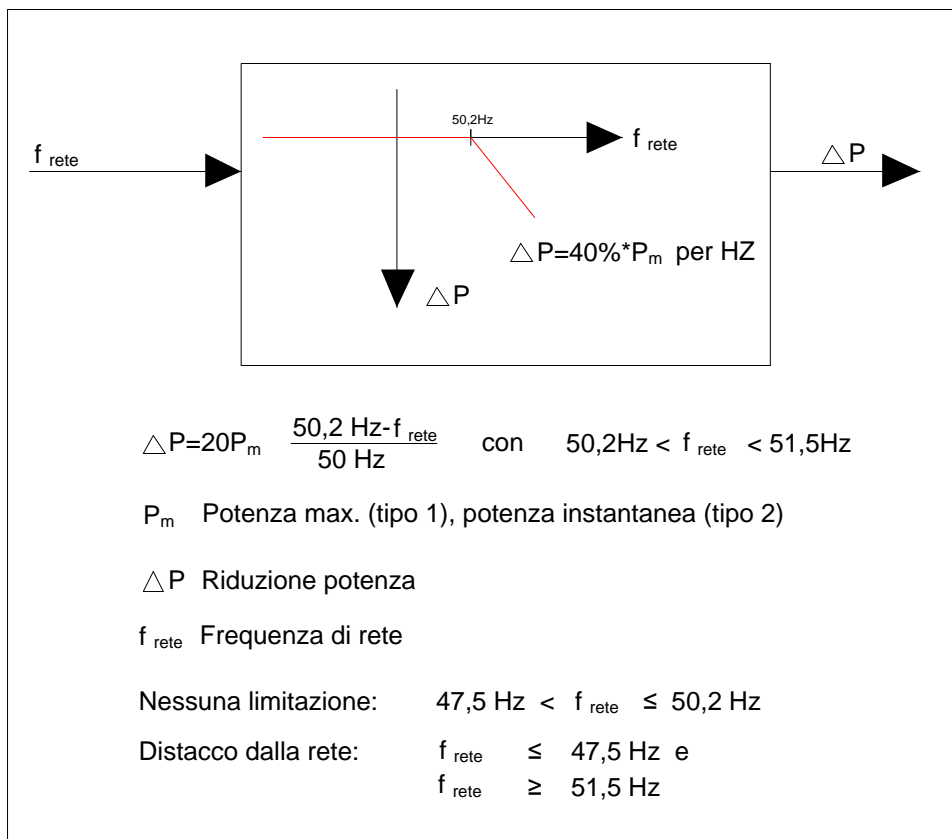 50,2Hz
f rete
f rete
△P
△P=40%*Pm per HZ
△P
△P=20Pm 50,2 Hz-f rete / 50 Hz con 50,2Hz < f rete < 51,5Hz
Pm Potenza max. (tipo 1), potenza instantanea (tipo 2)
△P Riduzione potenza
f rete Frequenza di rete
Nessuna limitazione: 47,5 Hz < f rete ≤ 50,2 Hz
Distacco dalla rete: f rete ≤ 47,5 Hz e
f rete ≥ 51,5 Hz